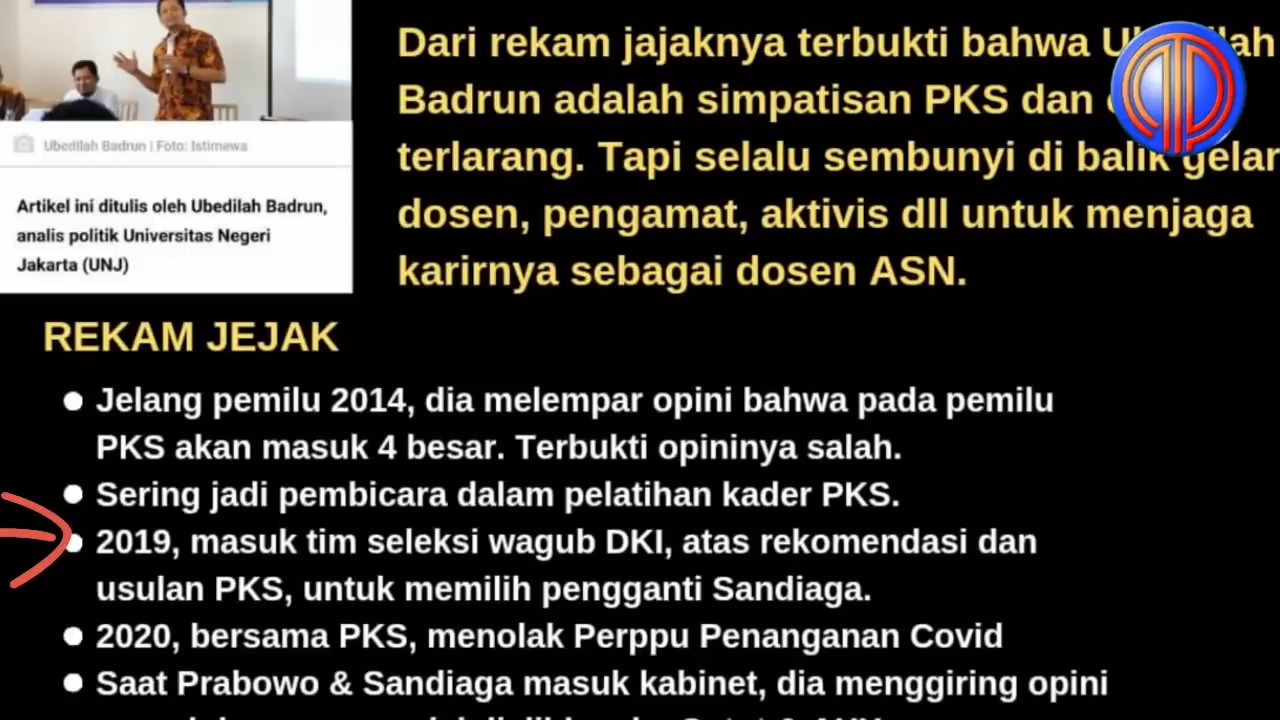 Ubedilah Badrun | Foto: Istimewa
Artikel ini ditulis oleh Ubedilah Badrun,
analis politik Universitas Negeri
Jakarta (UNJ)
Dari rekam jajaknya terbukti bahwa
Badrun adalah simpatisan PKS dan
terlarang. Tapi selalu sembunyi di balik gelar
dosen, pengamat, aktivis dll untuk menjaga
karirnya sebagai dosen ASN.
REKAM JEJAK
Jelang pemilu 2014, dia melempar opini bahwa pada pemilu
PKS akan masuk 4 besar. Terbukti opininya salah.
Sering jadi pembicara dalam pelatihan kader PKS.
2019, masuk tim seleksi wagub DKI, atas rekomendasi dan
usulan PKS, untuk memilih pengganti Sandiaga.
2020, bersama PKS, menolak Perppu Penanganan Covid
Saat Prabowo & Sandiaga masuk kabinet, dia menggiring opini